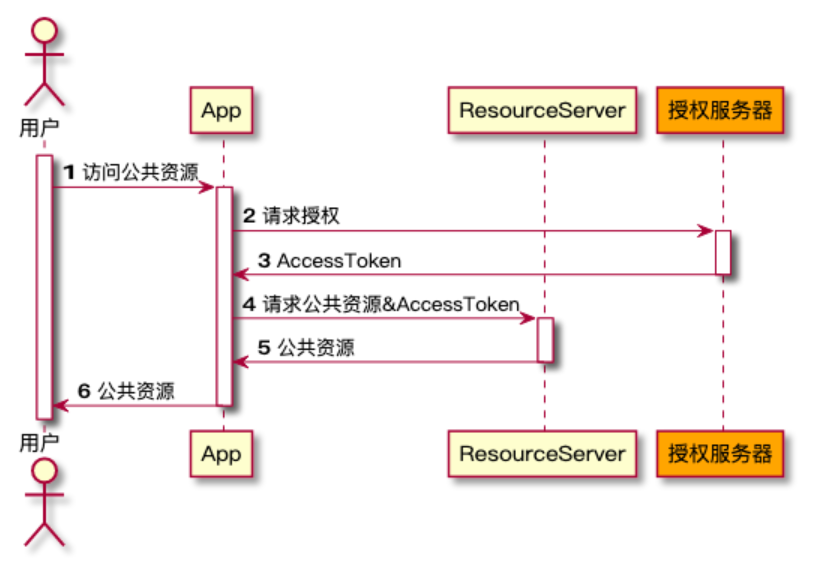 用户
App
ResourceServer
授权服务器
1 访问公共资源
2 请求授权
3 AccessToken
4 请求公共资源&AccessToken
5 公共资源
6 公共资源
用户
App
ResourceServer
授权服务器